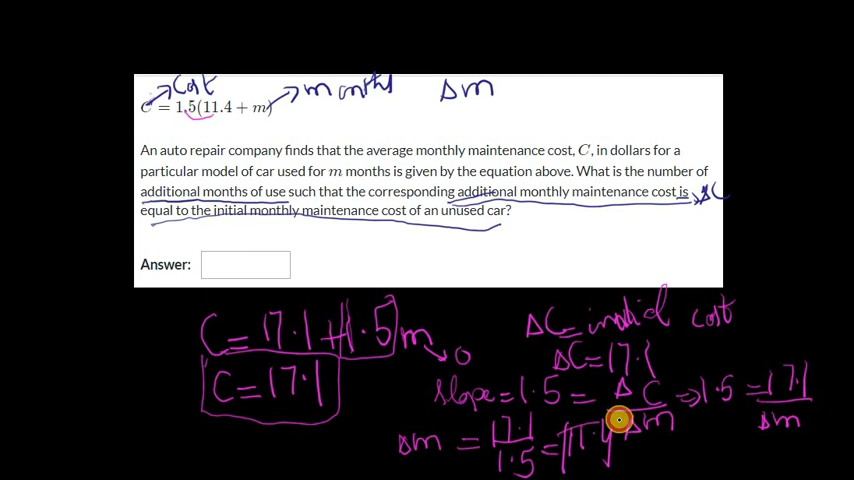 Cost
months
Δm
C = 1.5(11.4 + m)
An auto repair company finds that the average monthly maintenance cost, C, in dollars for a
particular model of car used for m months is given by the equation above. What is the number of
additional months of use such that the corresponding additional monthly maintenance cost is
ΔC
equal to the initial monthly maintenance cost of an unused car?
Answer:
C = 17.1 + 1.5 m
0
C = 17.1
ΔC = initial cost
ΔC = 17.1
slope = 1.5 = ΔC/Δm ⇒ 1.5 = 17.1/Δm
Δm = 17.1/1.5 = 11.4